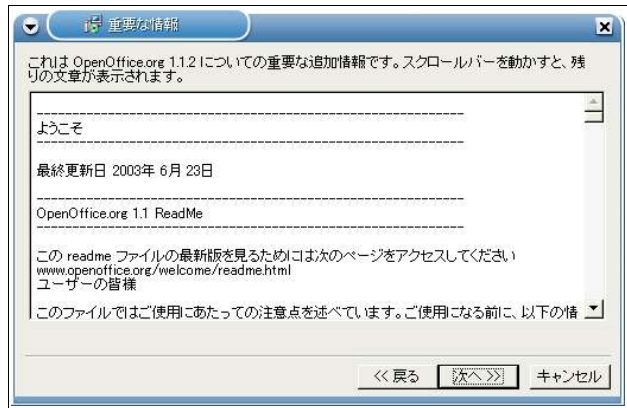 重要な情報
これは OpenOffice.org 1.1.2 についての重要な追加情報です。スクロールバーを動かすと、残
りの文章が表示されます。
----------------------------------------------------------------
ようこそ
----------------------------------------------------------------
最終更新日 2003年 6月 23日
----------------------------------------------------------------
OpenOffice.org 1.1 ReadMe
----------------------------------------------------------------
この readme ファイルの最新版を見るためには次のページをアクセスしてください
www.openoffice.org/welcome/readme.html
ユーザーの皆様
このファイルではご使用にあたっての注意点を述べています。ご使用になる前に、以下の情
<< 戻る
次へ >>
キャンセル